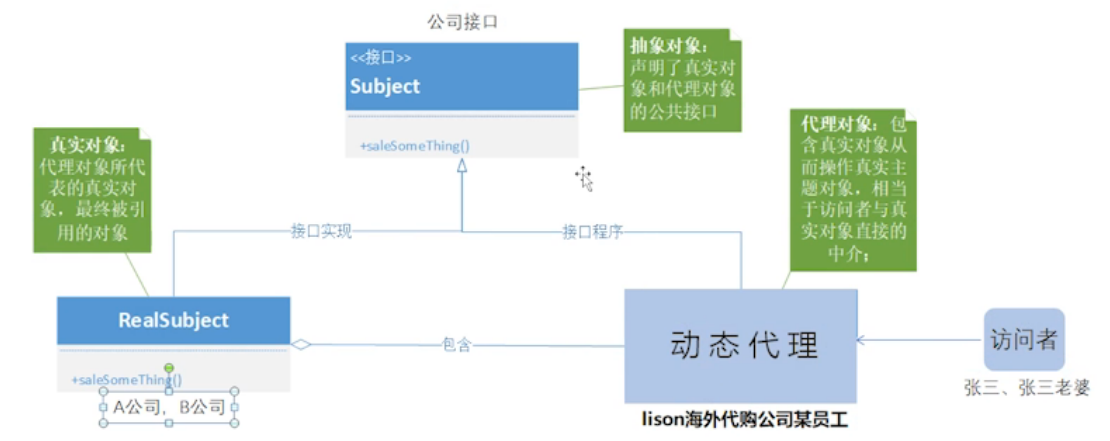 公司接口
<<接口>>
Subject
+saleSomeThing()
抽象对象：
声明了真实对
象和代理对象
的公共接口
真实对象：
代理对象所代
表的真实对
象，最终被引
用的对象
代理对象：包
含真实对象从
而操作真实主
题对象，相当
于访问者与真
实对象直接的
中介；
接口实现
接口程序
RealSubject
+saleSomeThing()
A公司，B公司
包含
动态代理
lison海外代购公司某员工
访问者
张三、张三老婆